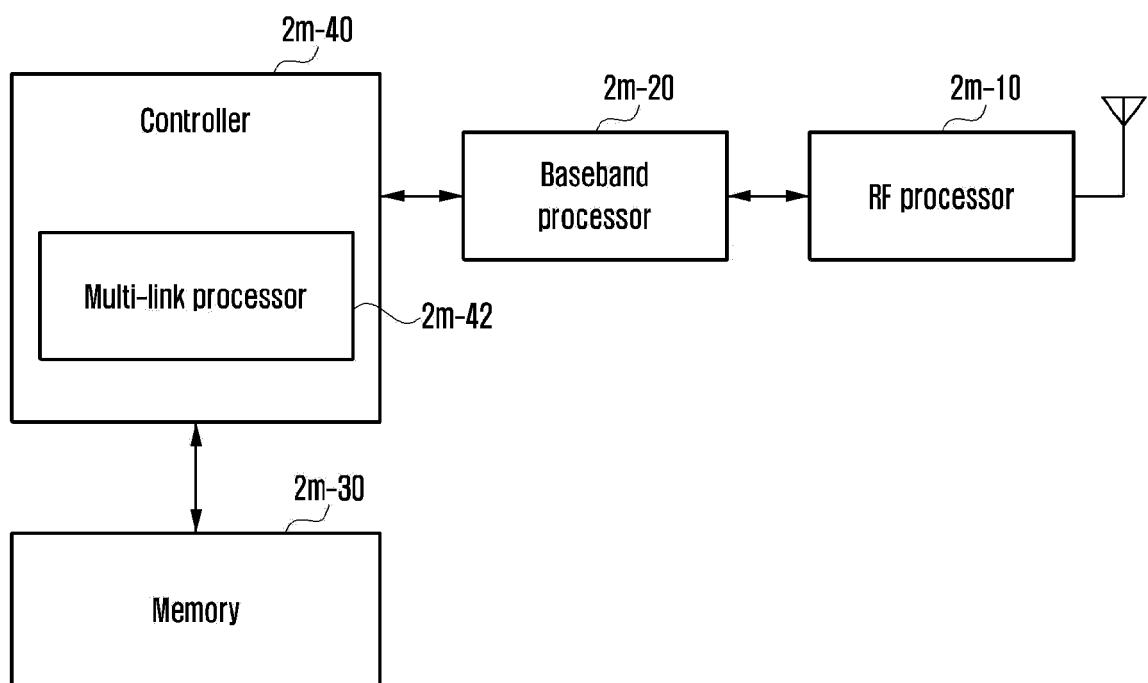 2m-40
Controller
2m-20
Baseband
processor
2m-10
RF processor
Multi-link processor
2m-42
2m-30
Memory